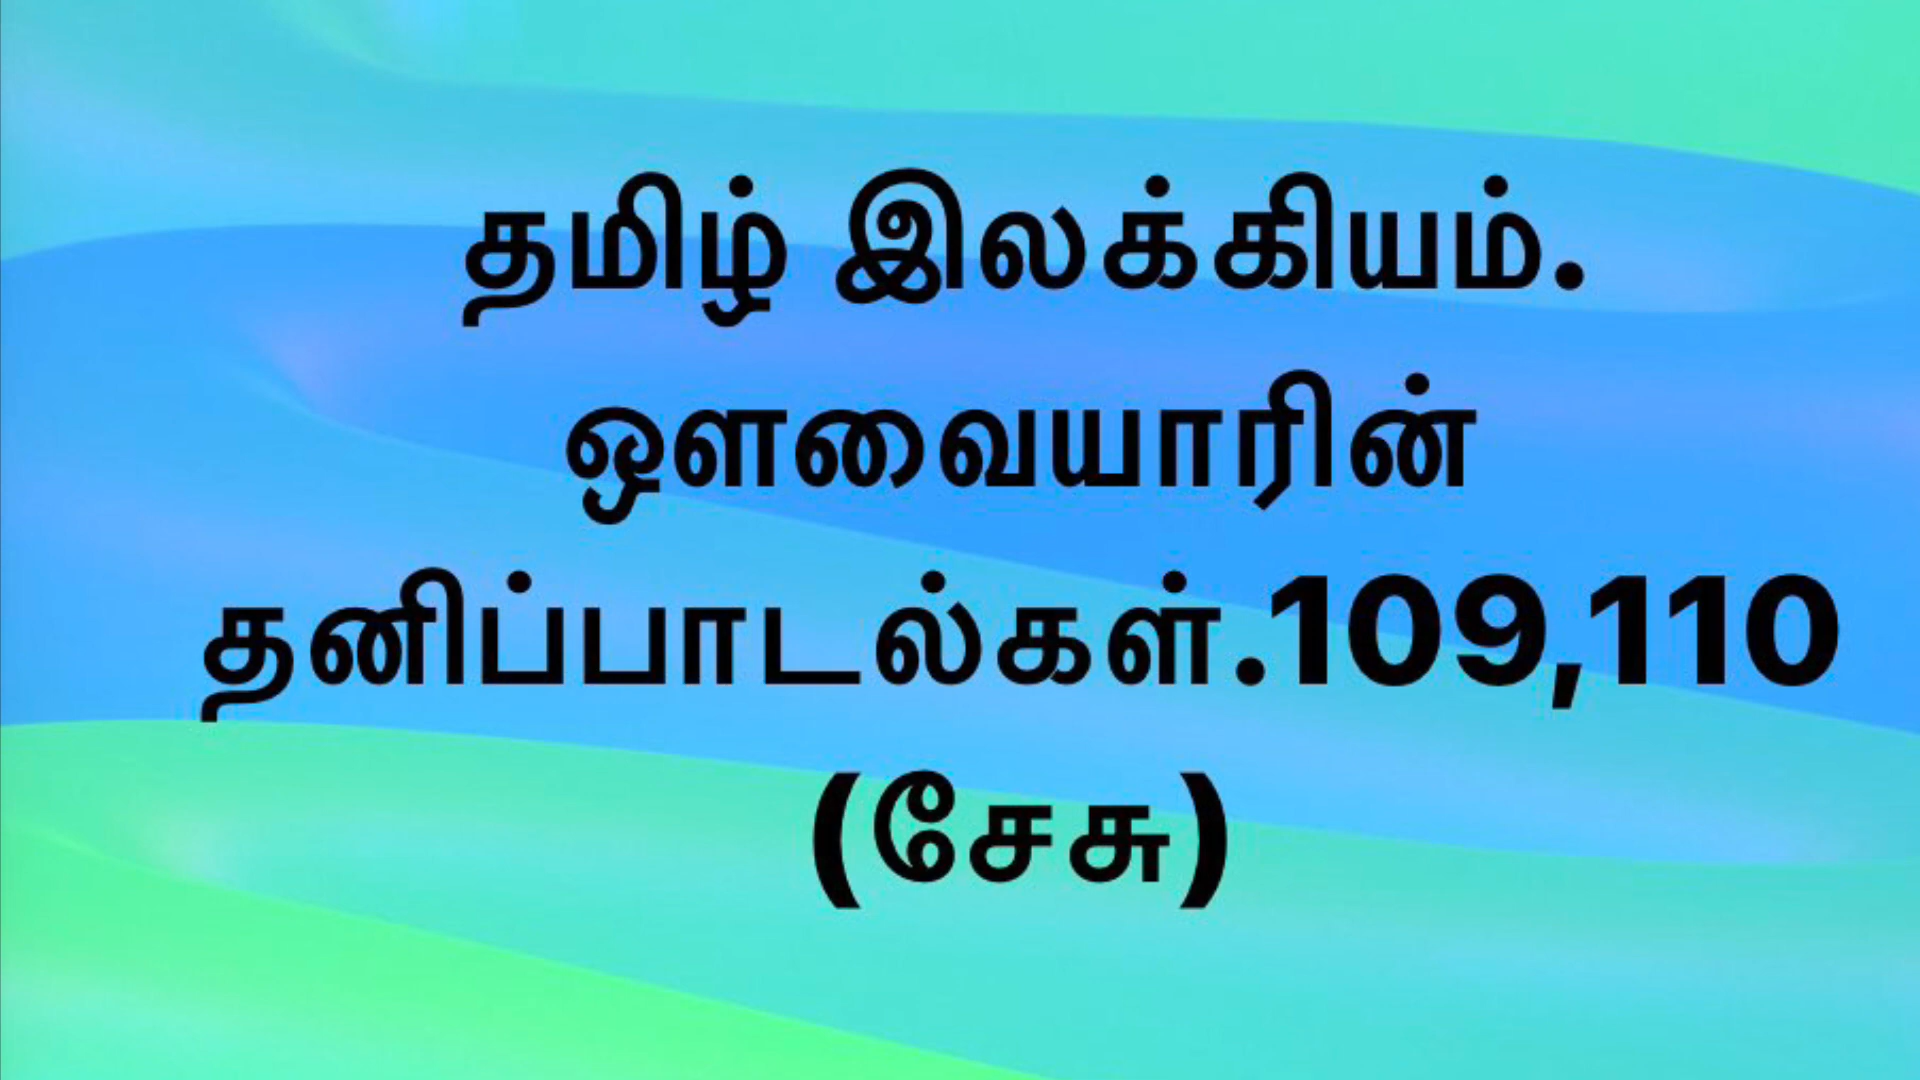 தமிழ் இலக்கியம்.
ஔவையாரின்
தனிப்பாடல்கள்.109,110
(சேசு)